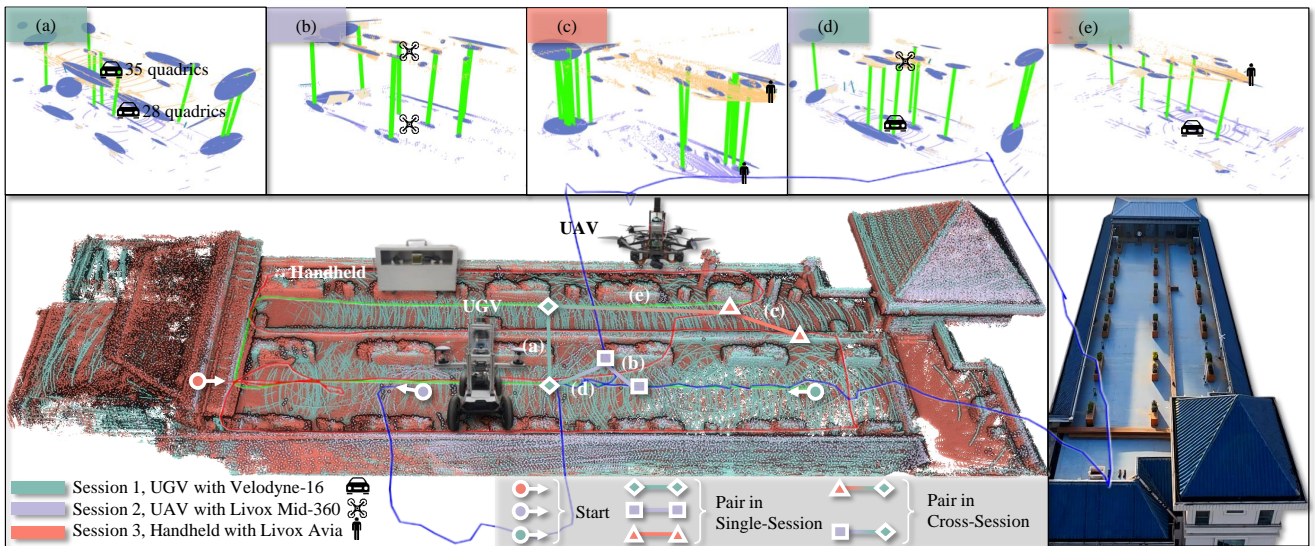 (a)
35 quadrics
28 quadrics
(b)
(c)
(d)
(e)
UAV
Handheld
UGV
(e)
(c)
(a)
(b)
(d)
Session 1, UGV with Velodyne-16
Session 2, UAV with Livox Mid-360
Session 3, Handheld with Livox Avia
Start
Pair in
Single-Session
Pair in
Cross-Session